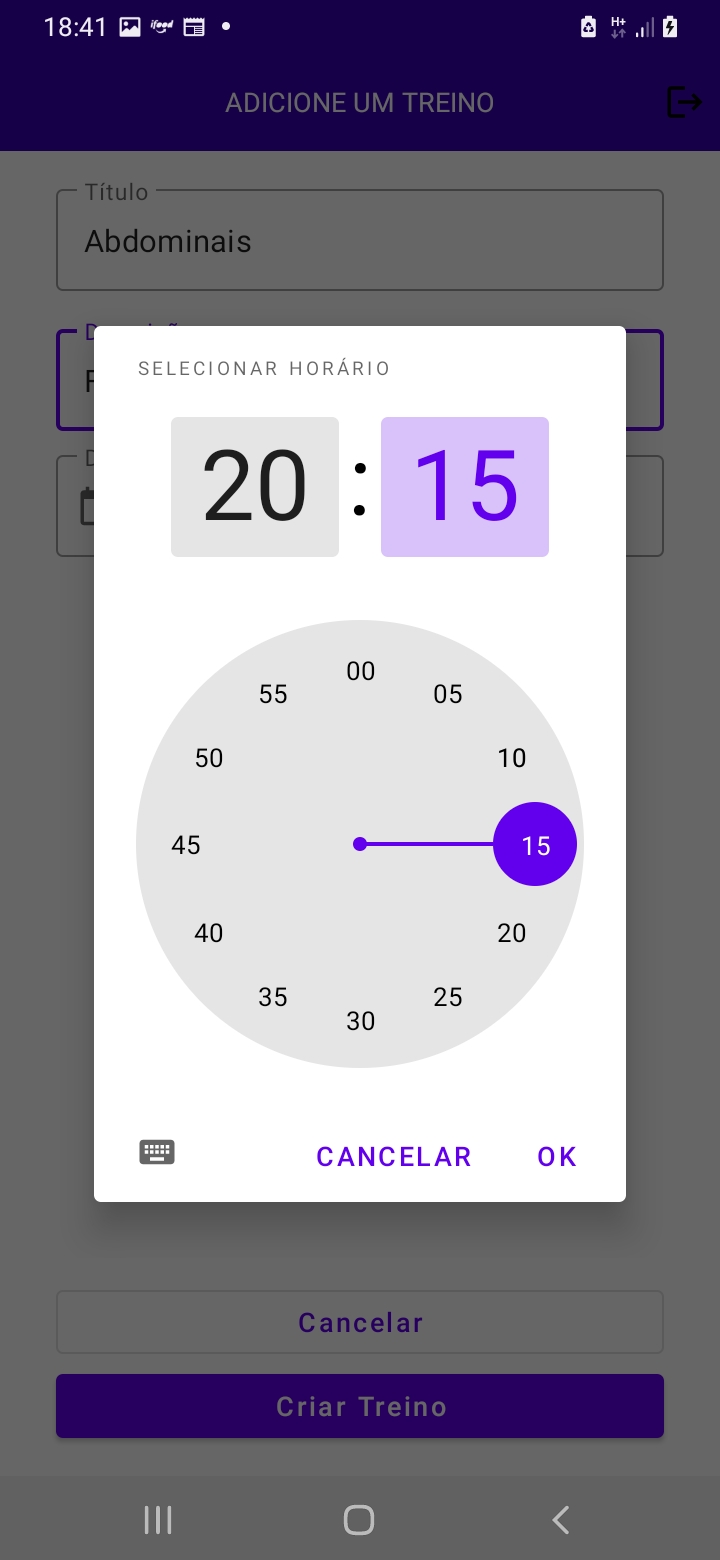 18:41 ifood H+
ADICIONE UM TREINO
Título
Abdominais
SELECIONAR HORÁRIO
20 : 15
00
55 05
50 10
45 15
40 20
35 25
30
CANCELAR OK
Cancelar
Criar Treino